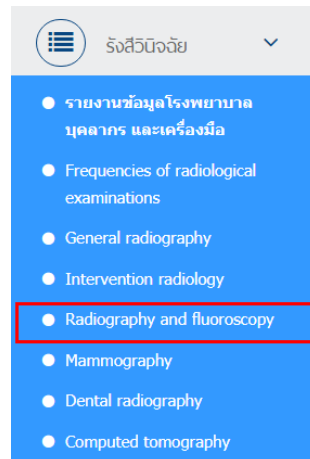 รังสีวินิจฉัย
รายงานข้อมูลโรงพยาบาล
บุคลากร และเครื่องมือ
Frequencies of radiological
examinations
General radiography
Intervention radiology
Radiography and fluoroscopy
Mammography
Dental radiography
Computed tomography